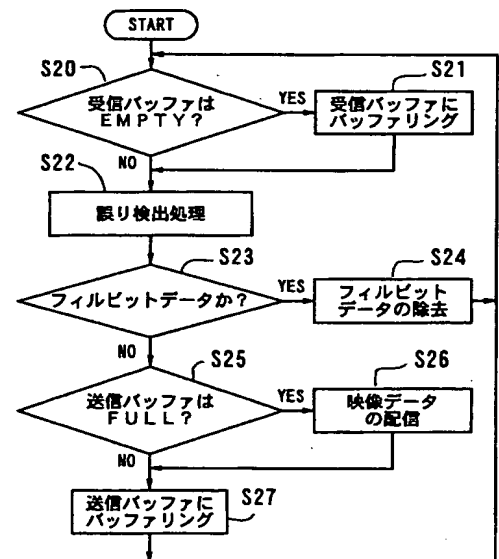 START
S20
受信バッファは
EMPTY?
YES
S21
受信バッファに
バッファリング
NO
S22
誤り検出処理
S23
フィルビットデータか?
YES
S24
フィルビット
データの除去
NO
S25
送信バッファは
FULL?
YES
S26
映像データ
の配信
NO
送信バッファに
バッファリング
S27